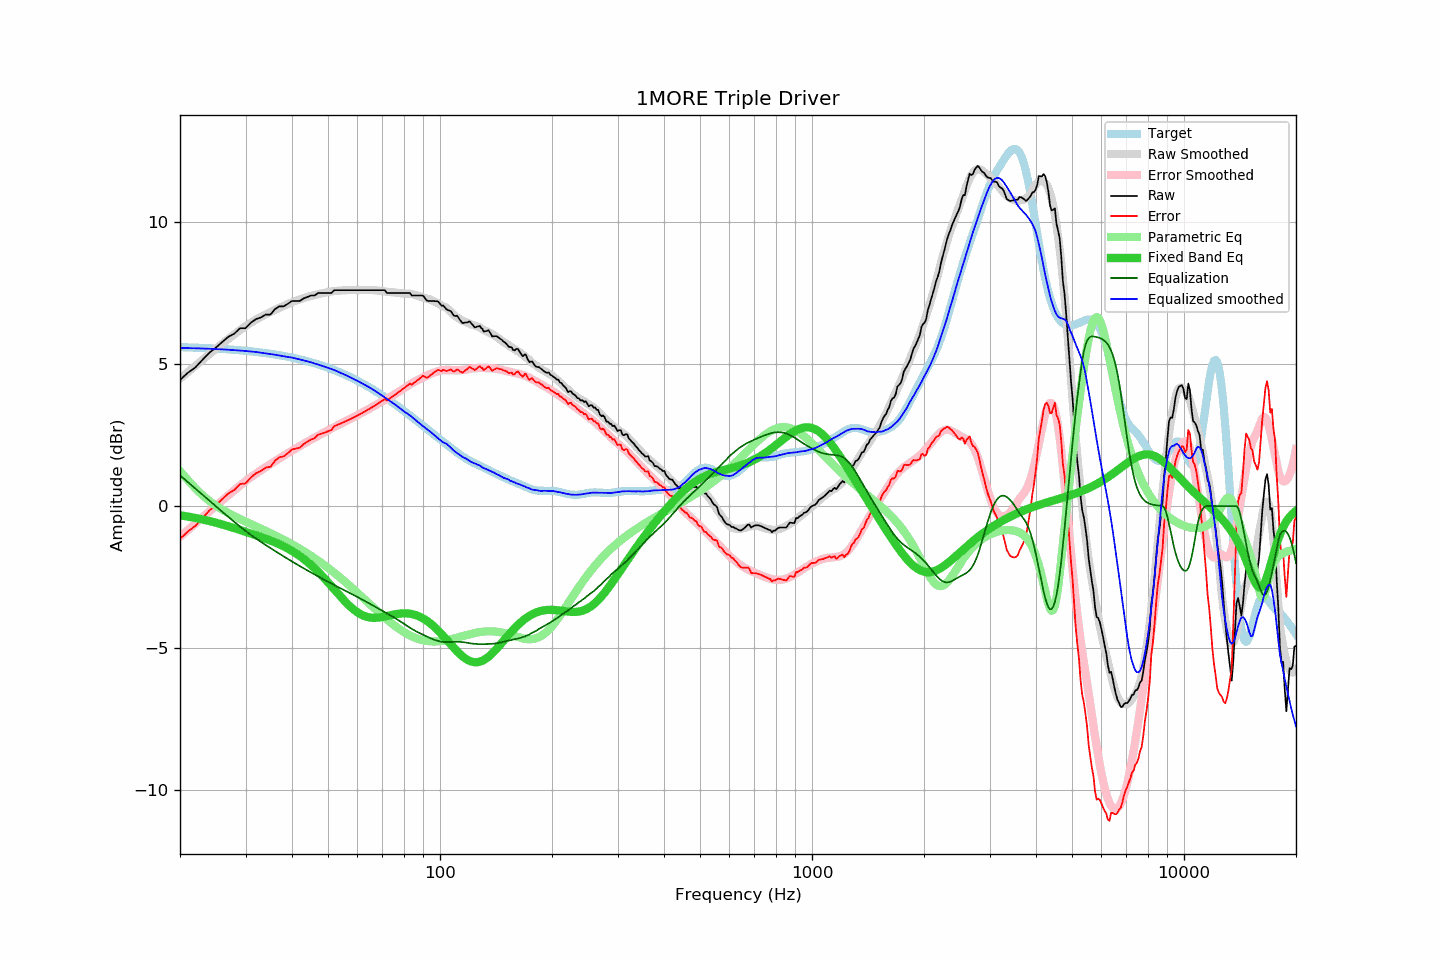 1MORE Triple Driver
Target
Raw Smoothed
Error Smoothed
Raw
Error
Parametric Eq
Fixed Band Eq
Equalization
Equalized smoothed
10
5
0
−5
−10
Amplitude (dBr)
100
1000
10000
Frequency (Hz)